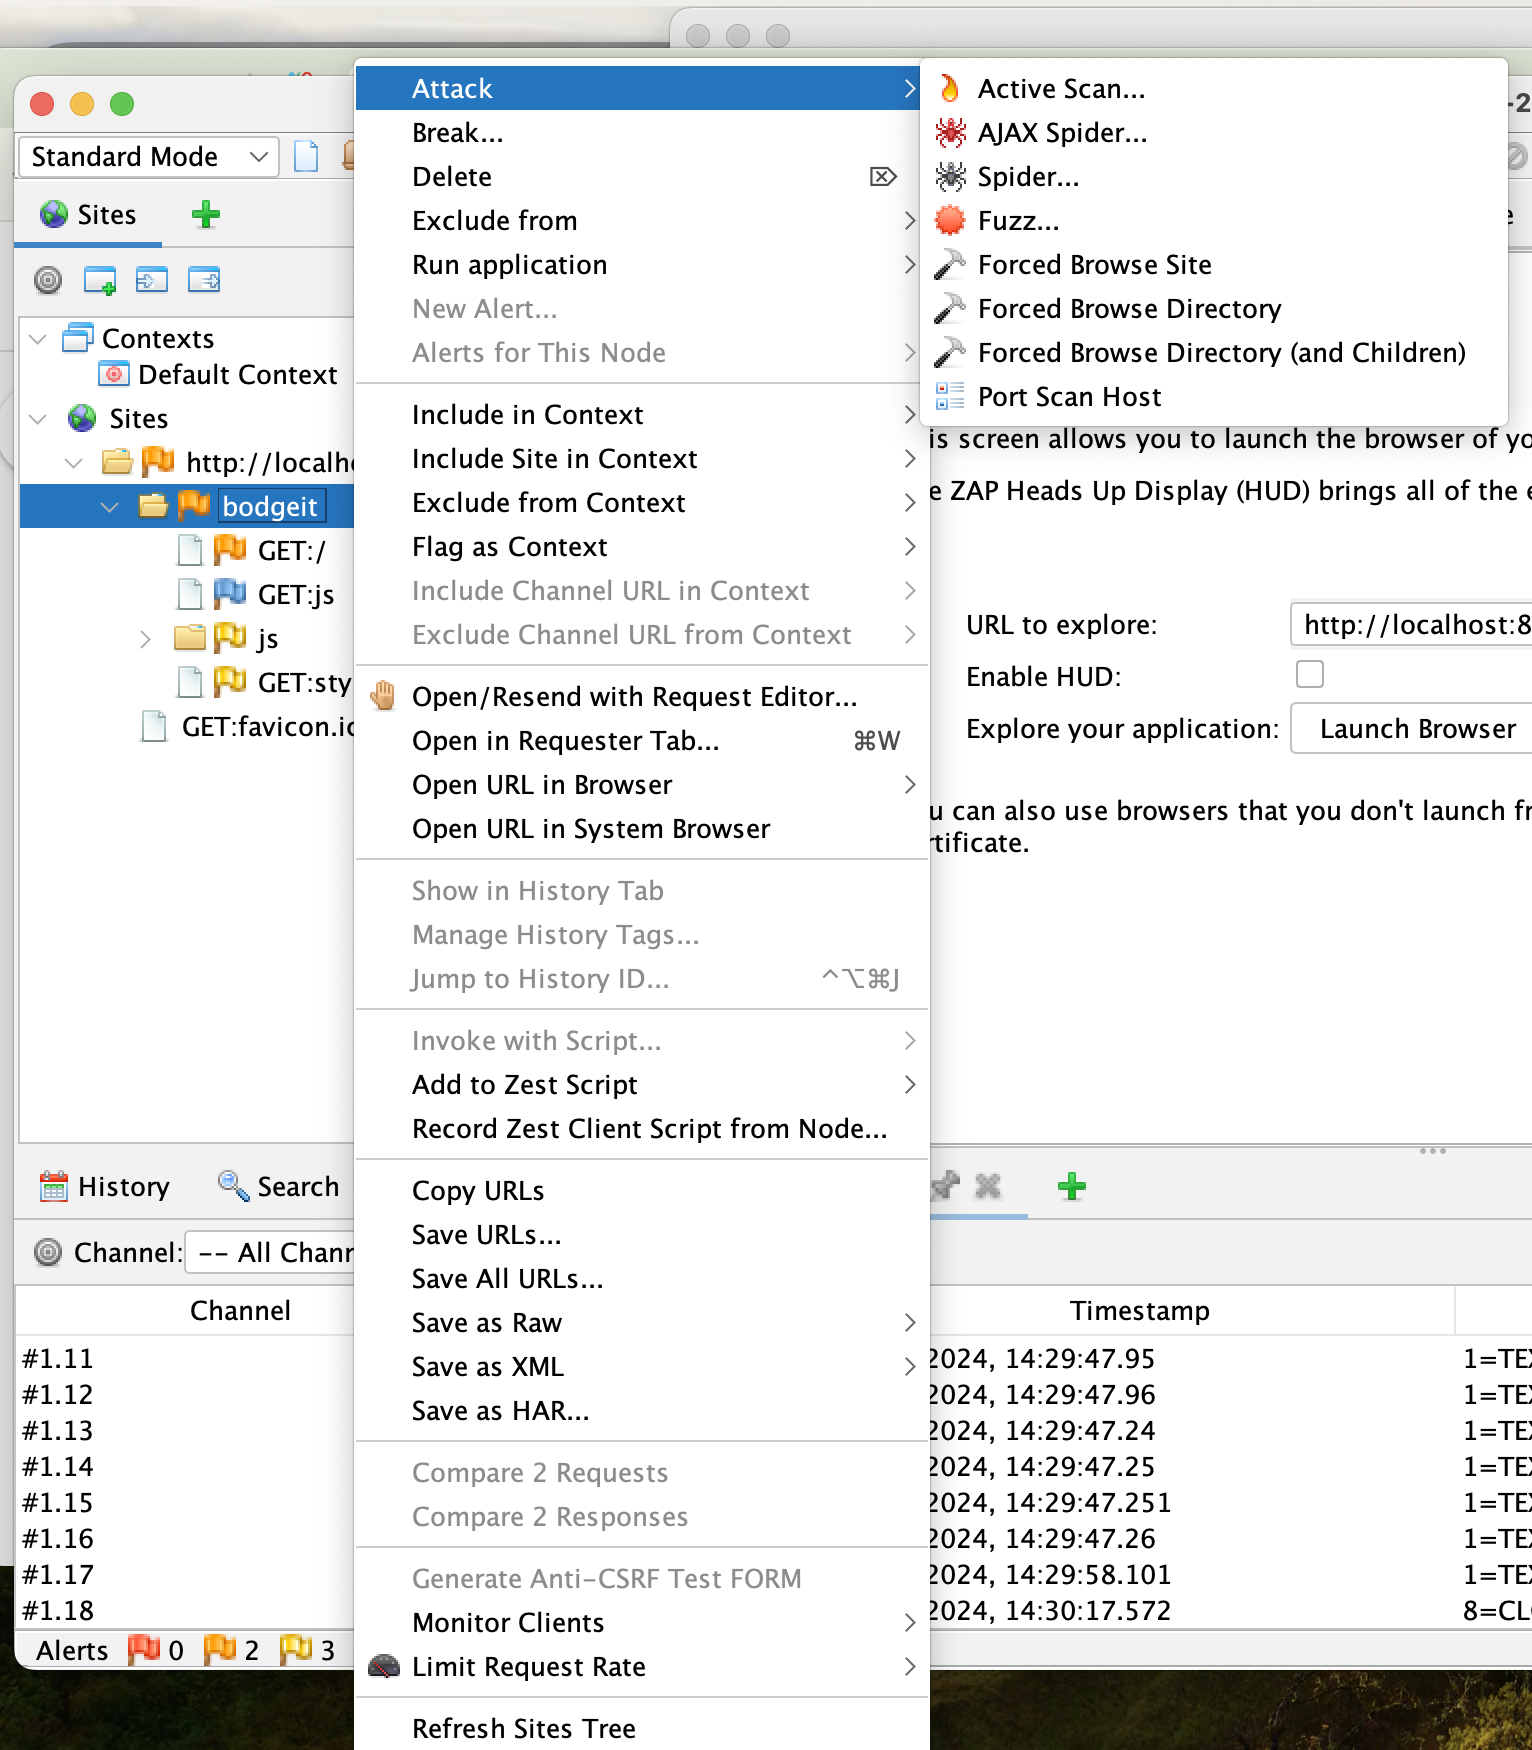 Standard Mode
Sites
Contexts
Default Context
Sites
http://localho
bodgeit
GET:/
GET:js
js
GET:sty
GET:favicon.ic
Attack
Break...
Delete
Exclude from
Run application
New Alert...
Alerts for This Node
Include in Context
Include Site in Context
Exclude from Context
Flag as Context
Include Channel URL in Context
Exclude Channel URL from Context
Open/Resend with Request Editor...
Open in Requester Tab... ⌘W
Open URL in Browser
Open URL in System Browser
Show in History Tab
Manage History Tags...
Jump to History ID... ^⌥⌘J
Invoke with Script...
Add to Zest Script
Record Zest Client Script from Node...
Copy URLs
Save URLs...
Save All URLs...
Save as Raw
Save as XML
Save as HAR...
Compare 2 Requests
Compare 2 Responses
Generate Anti-CSRF Test FORM
Monitor Clients
Limit Request Rate
Refresh Sites Tree
Active Scan...
AJAX Spider...
Spider...
Fuzz...
Forced Browse Site
Forced Browse Directory
Forced Browse Directory (and Children)
Port Scan Host
-2
is screen allows you to launch the browser of yo
e ZAP Heads Up Display (HUD) brings all of the e
URL to explore: http://localhost:8
Enable HUD:
Explore your application: Launch Browser
u can also use browsers that you don't launch fr
rtificate.
History Search
Channel: -- All Chann
Channel Timestamp
#1.11 2024, 14:29:47.95 1=TEX
#1.12 2024, 14:29:47.96 1=TEX
#1.13 2024, 14:29:47.24 1=TEX
#1.14 2024, 14:29:47.25 1=TEX
#1.15 2024, 14:29:47.251 1=TEX
#1.16 2024, 14:29:47.26 1=TEX
#1.17 2024, 14:29:58.101 1=TEX
#1.18 2024, 14:30:17.572 8=CLO
Alerts 0 2 3